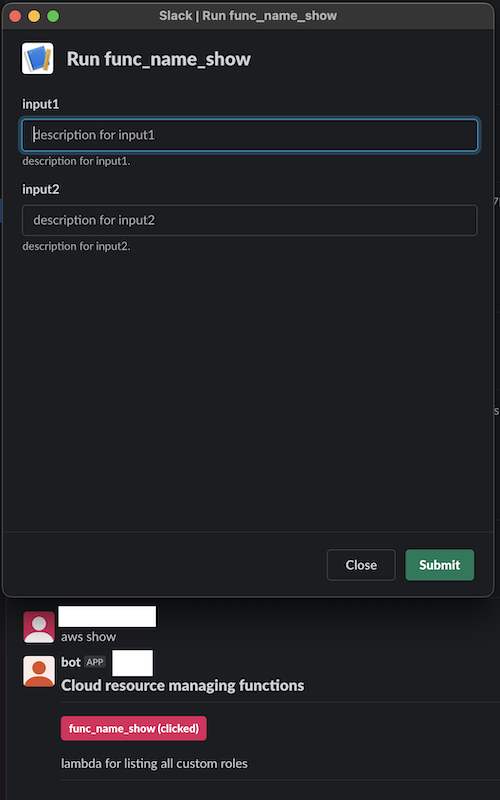 Slack | Run func_name_show
Run func_name_show
input1
description for input1
description for input1.
input2
description for input2
description for input2.
Close Submit
aws show
bot APP
Cloud resource managing functions
func_name_show (clicked)
lambda for listing all custom roles